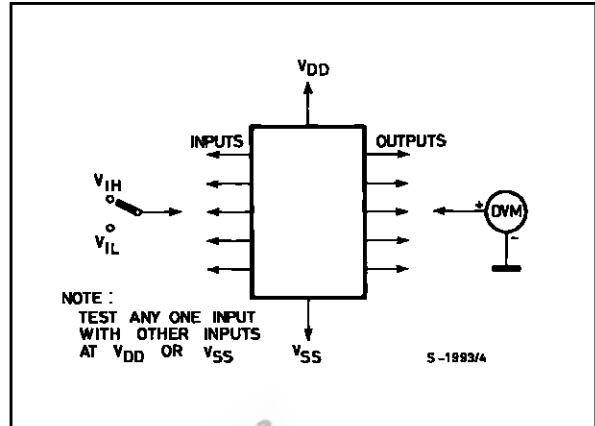 VDD
INPUTS
OUTPUTS
VIH
VIL
+
DVM
-
NOTE :
TEST ANY ONE INPUT
WITH OTHER INPUTS
AT VDD OR VSS
VSS
S-1993/4